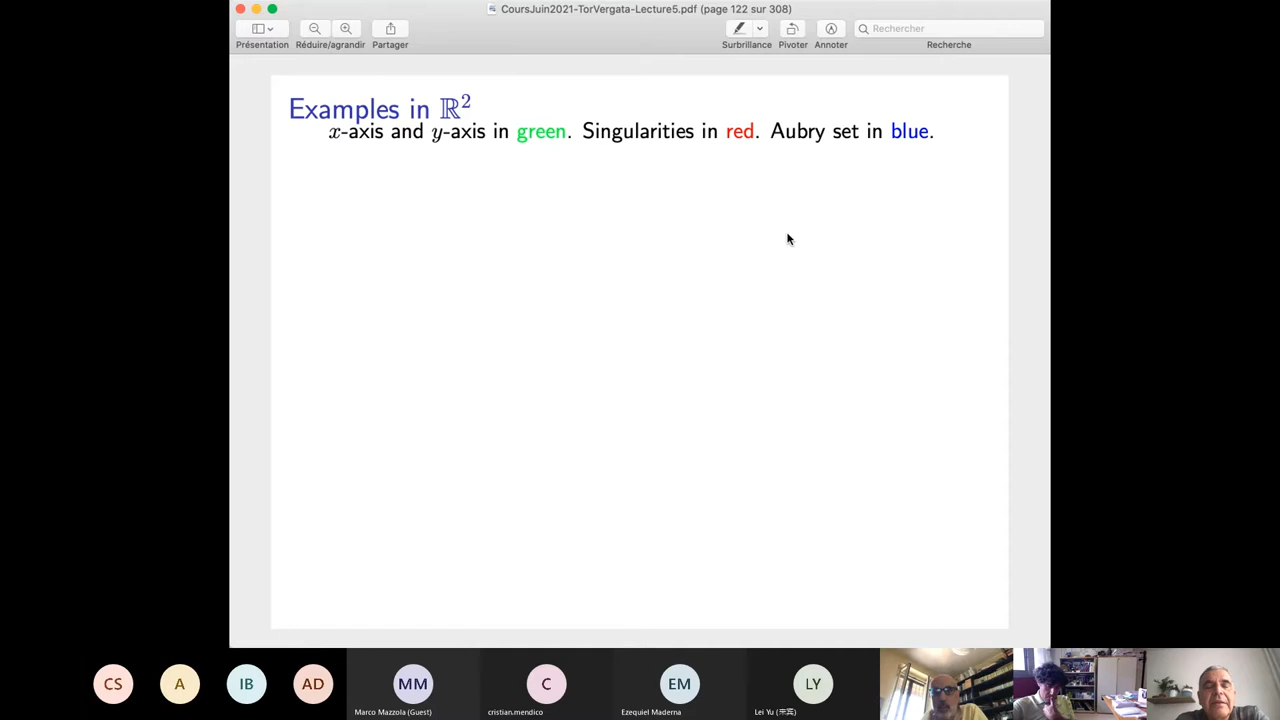 CoursJuin2021-TorVergata-Lecture5.pdf (page 122 sur 308)
Présentation
Réduire/agrandir
Partager
Surbrillance
Pivoter
Annoter
Rechercher
Recherche
Examples in ℝ²
x-axis and y-axis in green. Singularities in red. Aubry set in blue.
CS
A
IB
AD
MM
C
EM
LY
Marco Mazzola (Guest)
cristian.mendico
Ezequiel Maderna
Lei Yu (宋宾)